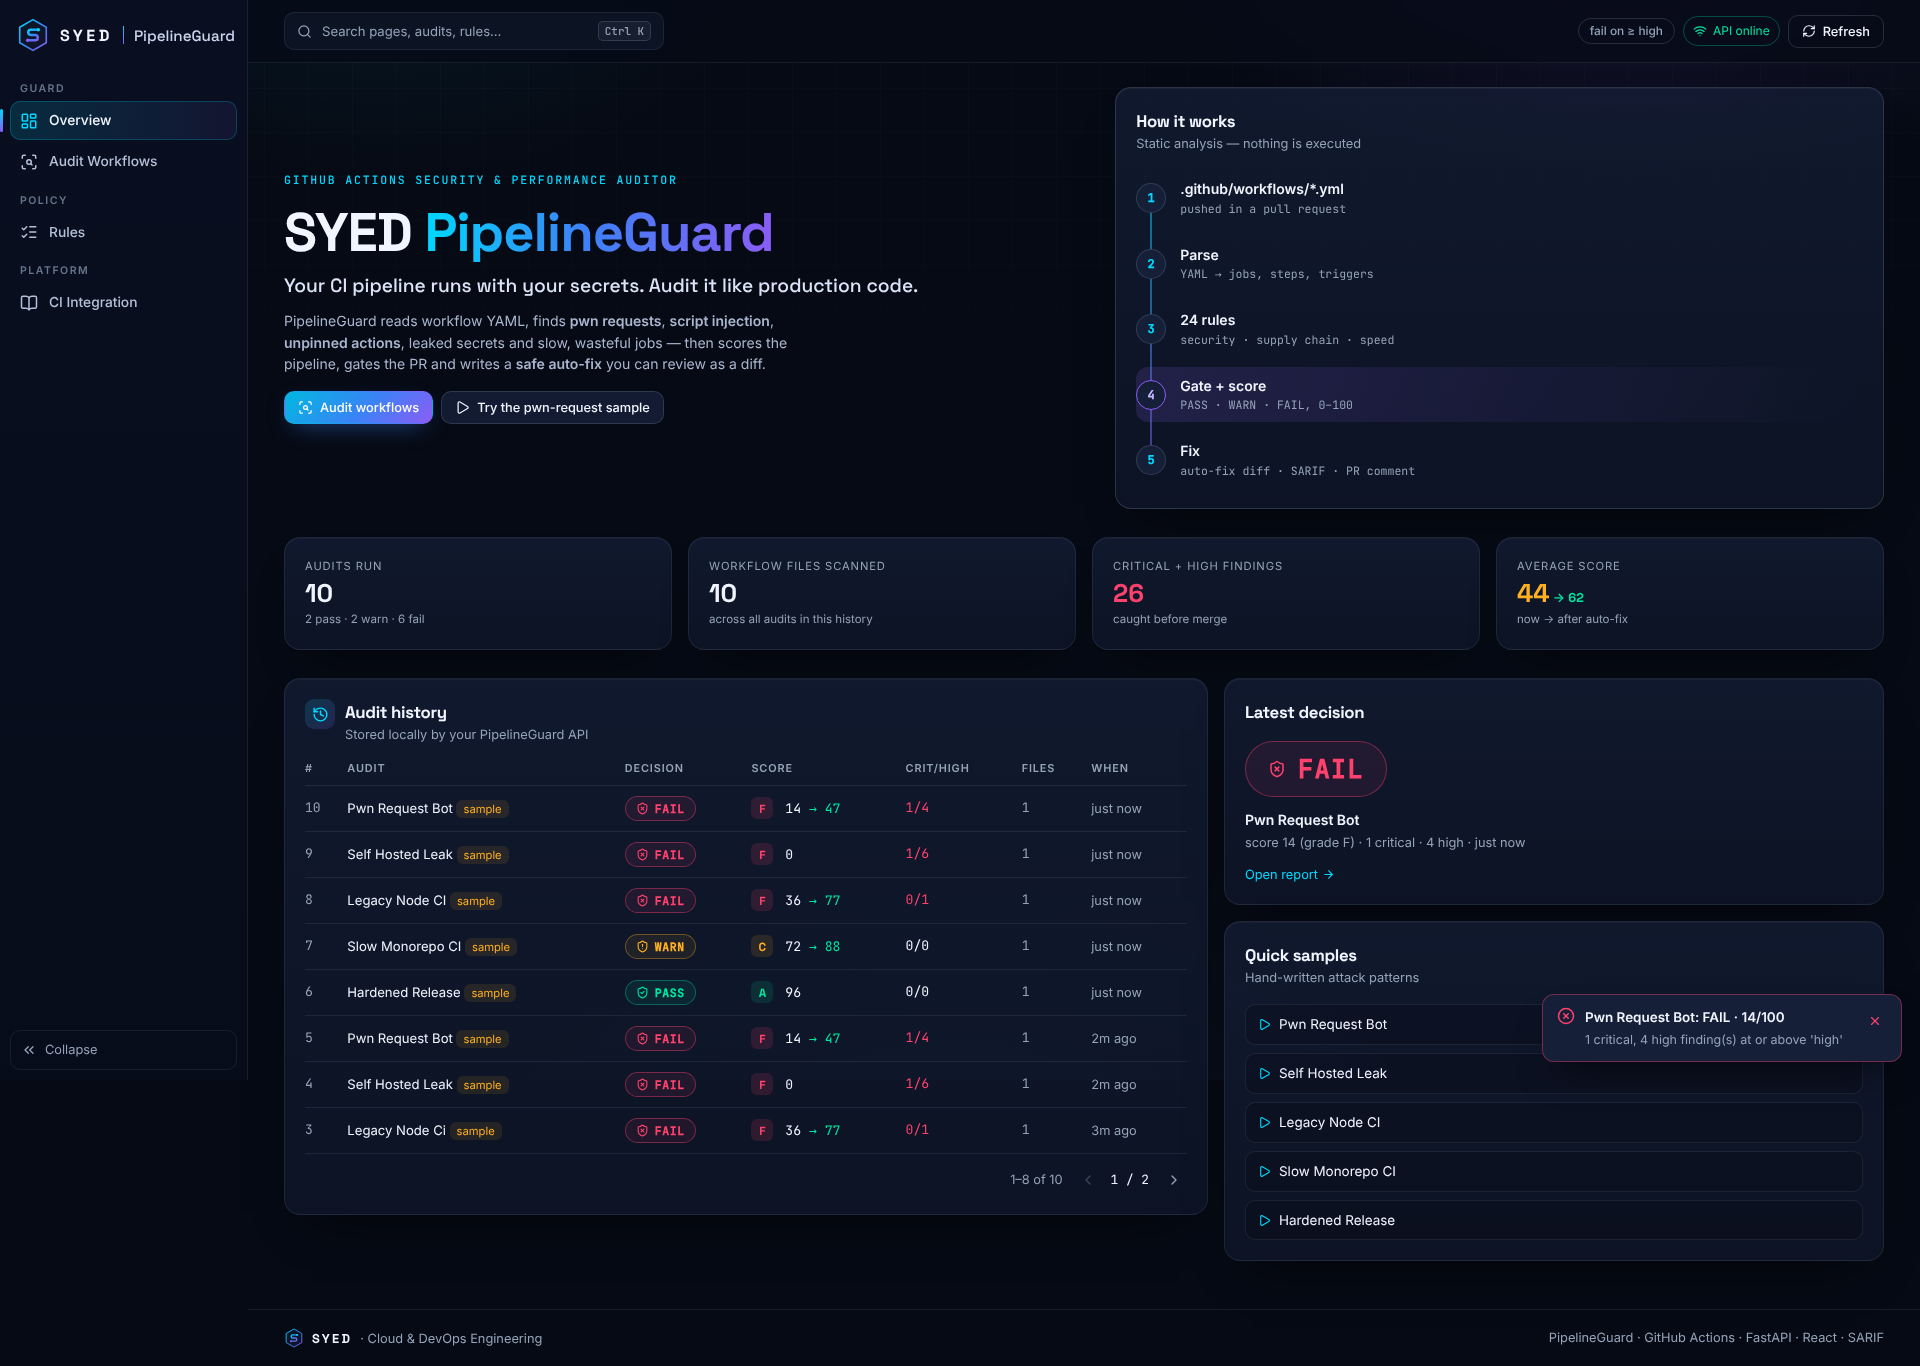 SYED | PipelineGuard
Search pages, audits, rules... Ctrl K
fail on ≥ high
API online
Refresh
GUARD
Overview
Audit Workflows
POLICY
Rules
PLATFORM
CI Integration
Collapse
GITHUB ACTIONS SECURITY & PERFORMANCE AUDITOR
SYED PipelineGuard
Your CI pipeline runs with your secrets. Audit it like production code.
PipelineGuard reads workflow YAML, finds pwn requests, script injection,
unpinned actions, leaked secrets and slow, wasteful jobs — then scores the
pipeline, gates the PR and writes a safe auto-fix you can review as a diff.
Audit workflows
Try the pwn-request sample
How it works
Static analysis — nothing is executed
1 .github/workflows/*.yml
pushed in a pull request
2 Parse
YAML → jobs, steps, triggers
3 24 rules
security · supply chain · speed
4 Gate + score
PASS · WARN · FAIL, 0–100
5 Fix
auto-fix diff · SARIF · PR comment
AUDITS RUN
10
2 pass · 2 warn · 6 fail
WORKFLOW FILES SCANNED
10
across all audits in this history
CRITICAL + HIGH FINDINGS
26
caught before merge
AVERAGE SCORE
44 → 62
now → after auto-fix
Audit history
Stored locally by your PipelineGuard API
# AUDIT DECISION SCORE CRIT/HIGH FILES WHEN
10 Pwn Request Bot sample FAIL F 14 → 47 1/4 1 just now
9 Self Hosted Leak sample FAIL F 0 1/6 1 just now
8 Legacy Node CI sample FAIL F 36 → 77 0/1 1 just now
7 Slow Monorepo CI sample WARN C 72 → 88 0/0 1 just now
6 Hardened Release sample PASS A 96 0/0 1 just now
5 Pwn Request Bot sample FAIL F 14 → 47 1/4 1 2m ago
4 Self Hosted Leak sample FAIL F 0 1/6 1 2m ago
3 Legacy Node Ci sample FAIL F 36 → 77 0/1 1 3m ago
1–8 of 10 1 / 2
Latest decision
FAIL
Pwn Request Bot
score 14 (grade F) · 1 critical · 4 high · just now
Open report →
Quick samples
Hand-written attack patterns
Pwn Request Bot
Self Hosted Leak
Legacy Node CI
Slow Monorepo CI
Hardened Release
Pwn Request Bot: FAIL · 14/100
1 critical, 4 high finding(s) at or above 'high'
SYED · Cloud & DevOps Engineering
PipelineGuard · GitHub Actions · FastAPI · React · SARIF